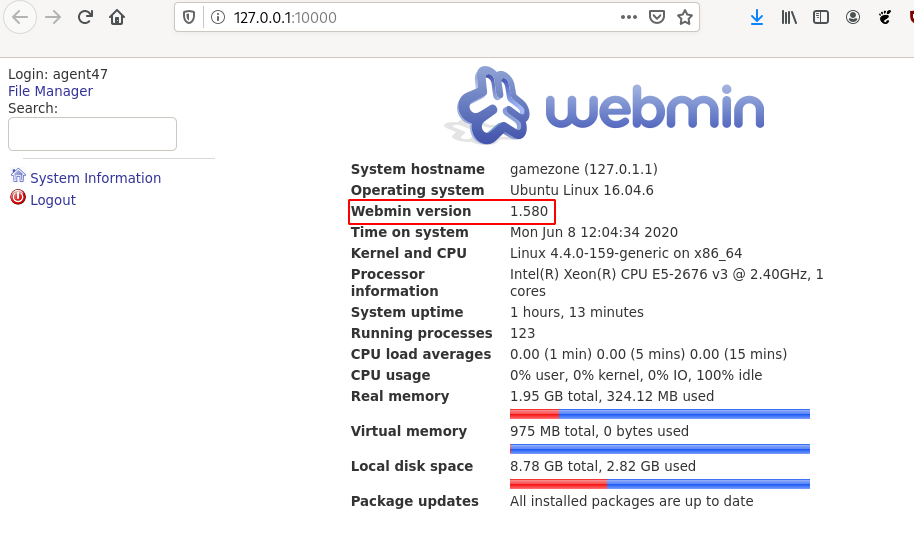 127.0.0.1:10000
Login: agent47
File Manager
Search:
System Information
Logout
webmin
System hostname gamezone (127.0.1.1)
Operating system Ubuntu Linux 16.04.6
Webmin version 1.580
Time on system Mon Jun 8 12:04:34 2020
Kernel and CPU Linux 4.4.0-159-generic on x86_64
Processor information Intel(R) Xeon(R) CPU E5-2676 v3 @ 2.40GHz, 1
cores
System uptime 1 hours, 13 minutes
Running processes 123
CPU load averages 0.00 (1 min) 0.00 (5 mins) 0.00 (15 mins)
CPU usage 0% user, 0% kernel, 0% IO, 100% idle
Real memory 1.95 GB total, 324.12 MB used
Virtual memory 975 MB total, 0 bytes used
Local disk space 8.78 GB total, 2.82 GB used
Package updates All installed packages are up to date